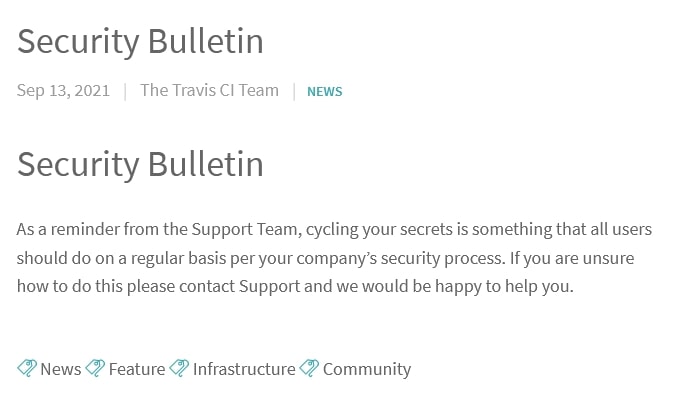 Security Bulletin
Sep 13, 2021 | The Travis CI Team | NEWS
Security Bulletin
As a reminder from the Support Team, cycling your secrets is something that all users
should do on a regular basis per your company’s security process. If you are unsure
how to do this please contact Support and we would be happy to help you.
News Feature Infrastructure Community